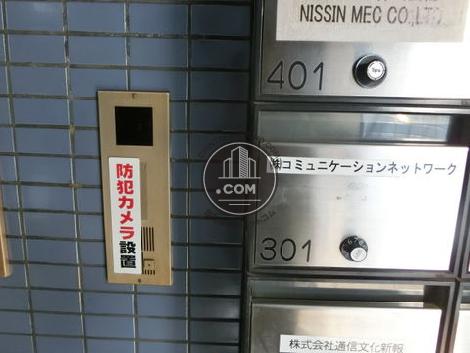 NISSIN MEC CO.,LTD.
401
防犯カメラ設置
.COM
㈱コミュニケーションネットワーク
301
株式会社通信文化新報